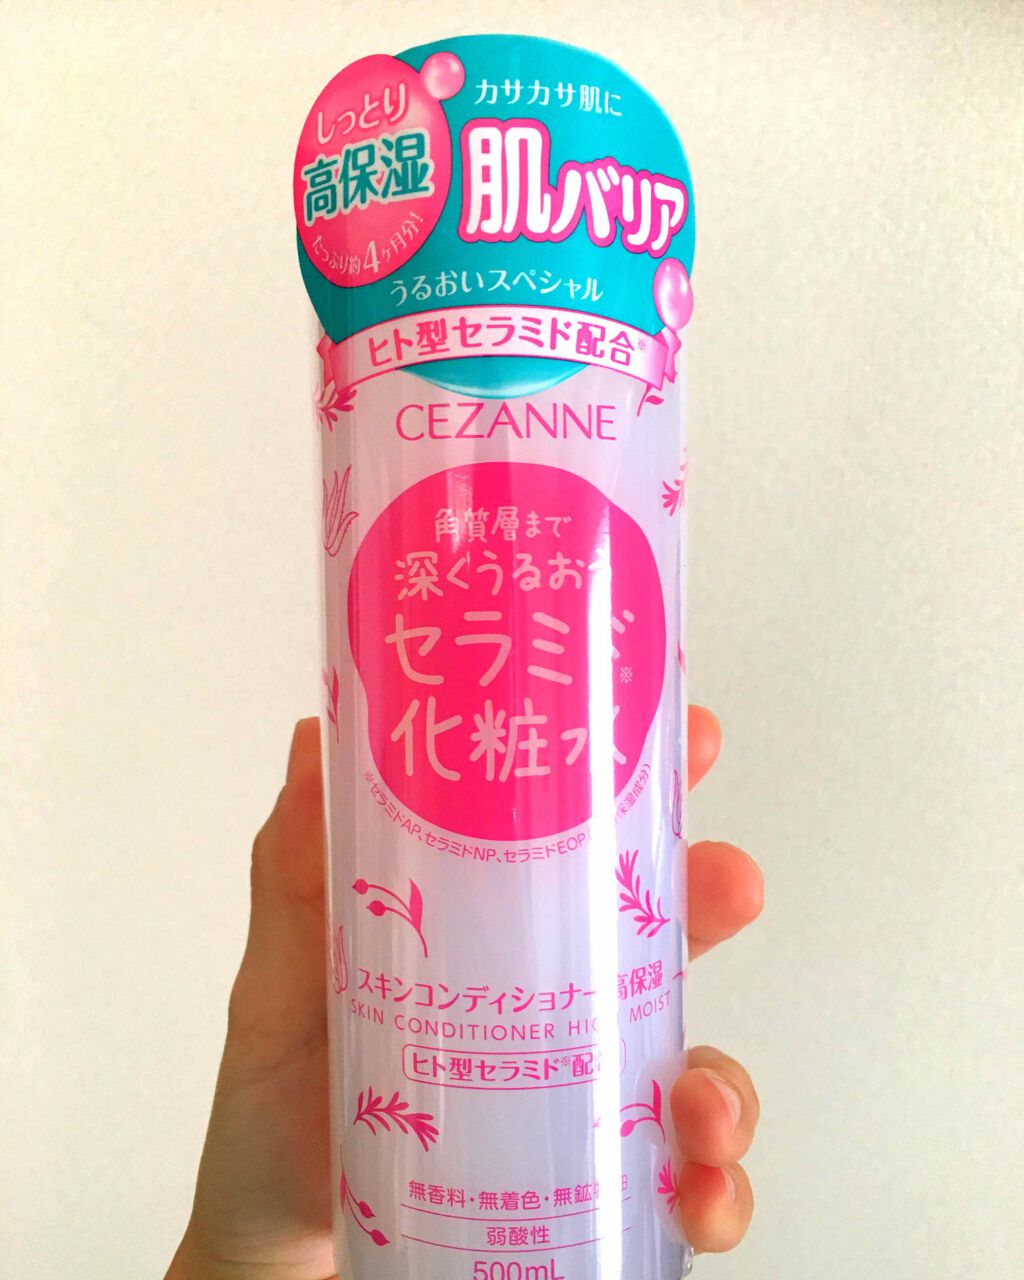 しっとり
高保湿
たっぷり約4ヶ月分!
カサカサ肌に
肌バリア
うるおいスペシャル
ヒト型セラミド配合※
CEZANNE
角質層まで
深くうるおう
セラミド※
化粧水
※セラミドAP、セラミドNP、セラミドEOP(保湿成分)
スキンコンディショナー 高保湿
SKIN CONDITIONER HIGH MOIST
ヒト型セラミド※配合
無香料・無着色・無鉱物油
弱酸性
500mL